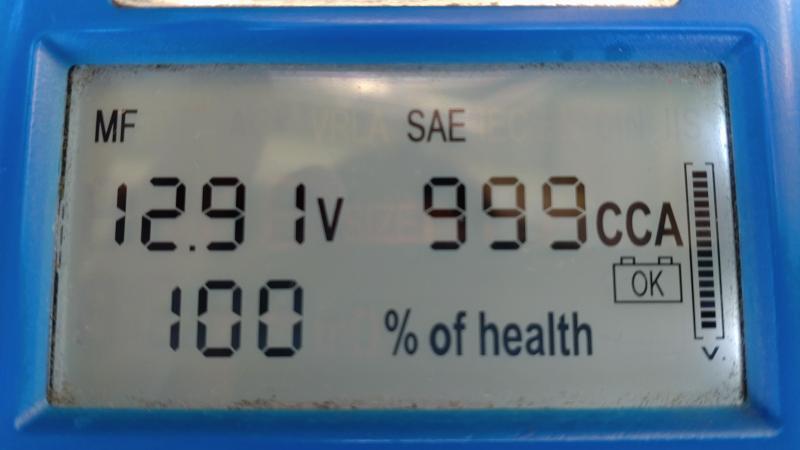 MF SAE
12.91V 999CCA
OK
100 % of health